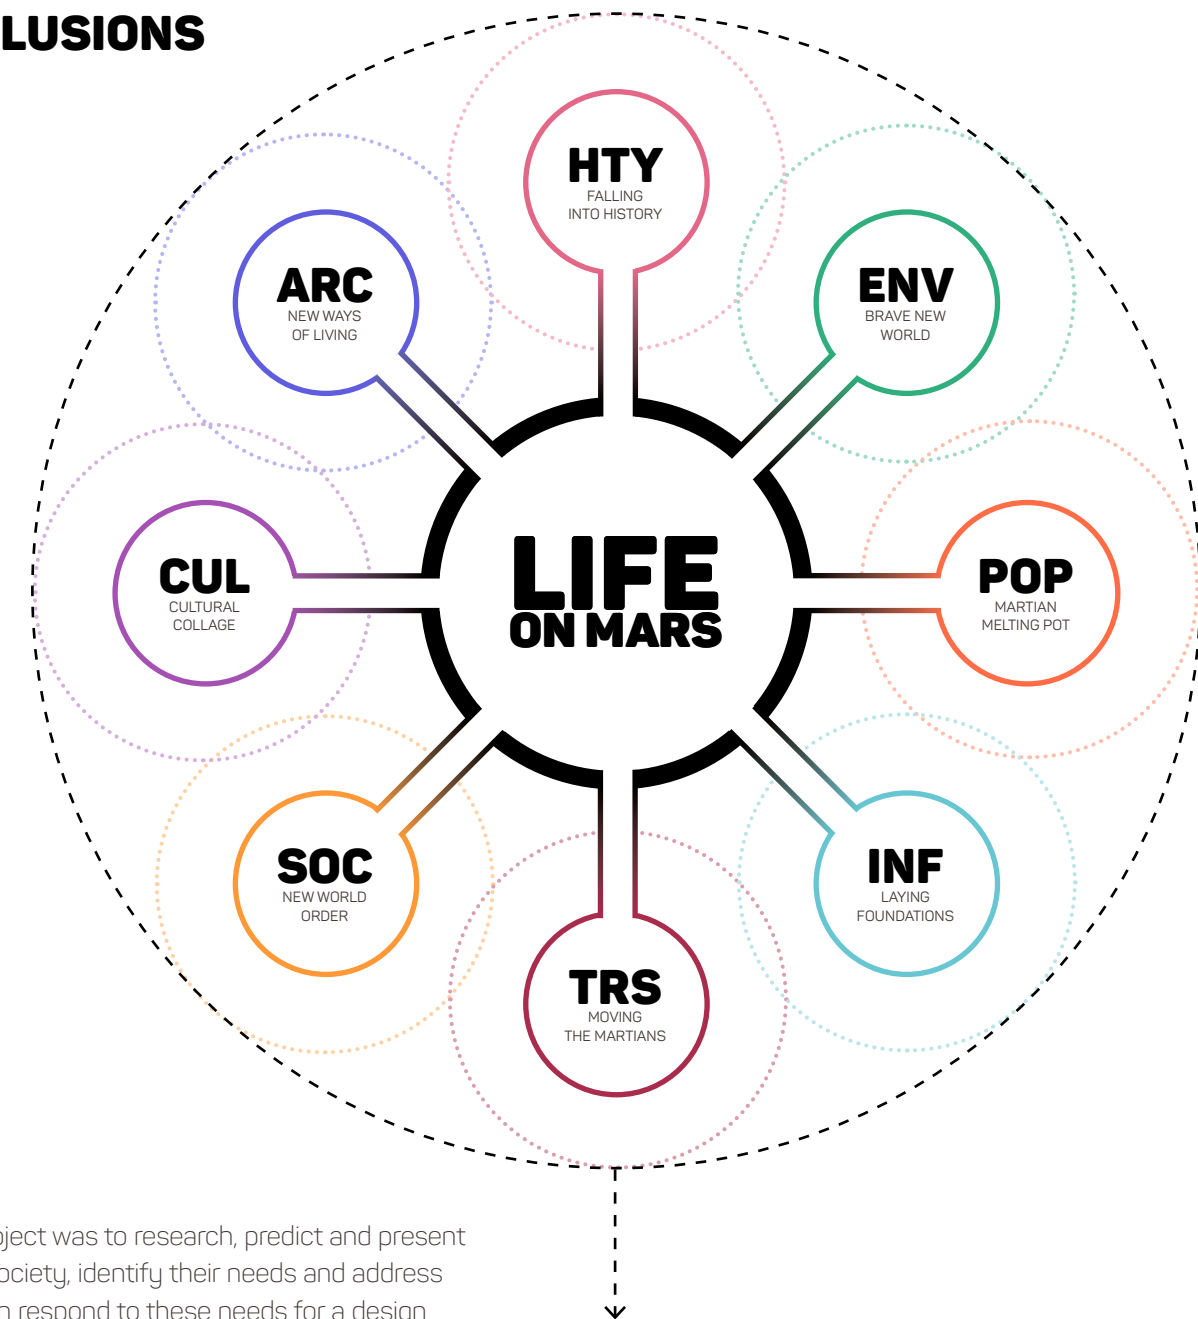 LUSIONS
HTY
FALLING
INTO HISTORY
ARC
NEW WAYS
OF LIVING
ENV
BRAVE NEW
WORLD
CUL
CULTURAL
COLLAGE
LIFE
ON MARS
POP
MARTIAN
MELTING POT
SOC
NEW WORLD
ORDER
INF
LAYING
FOUNDATIONS
TRS
MOVING
THE MARTIANS
ject was to research, predict and present
ociety, identify their needs and address
n respond to these needs for a design